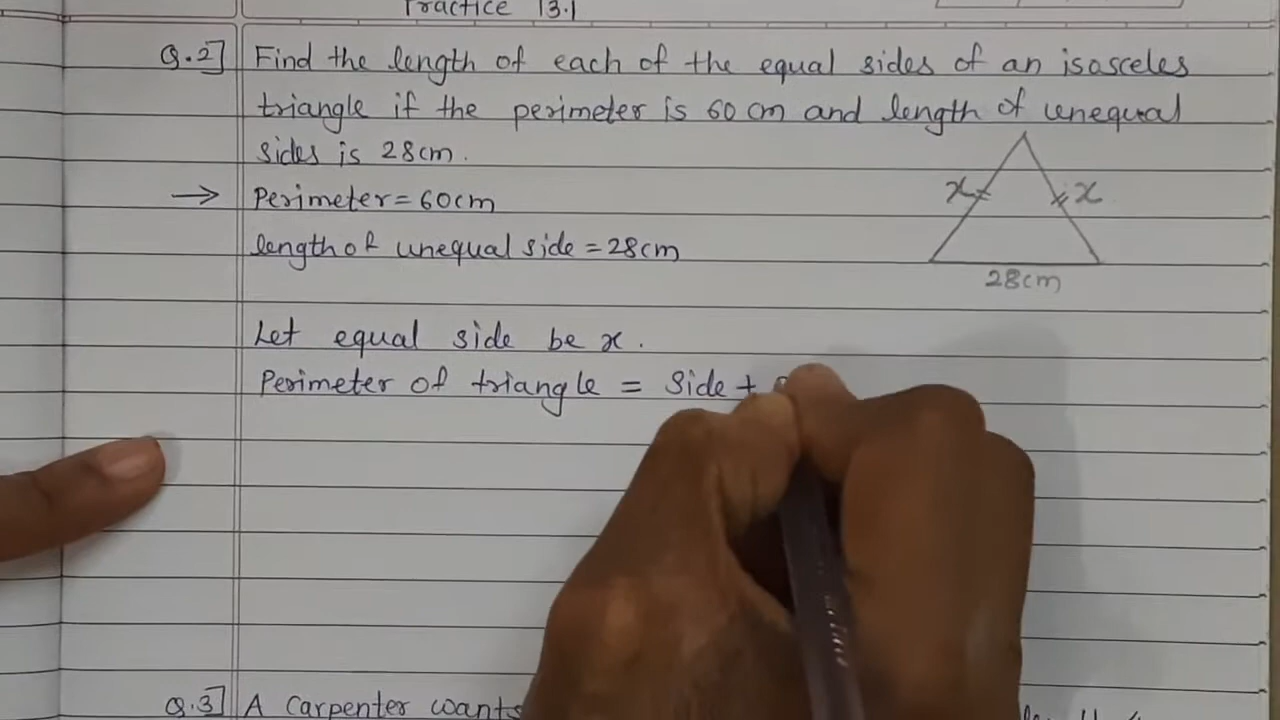 Practice 13.1
Q.2] Find the length of each of the equal sides of an isosceles
triangle if the perimeter is 60 cm and length of unequal
sides is 28cm.
x x
28cm
→ Perimeter = 60cm
length of unequal side = 28cm
Let equal side be x.
Perimeter of triangle = Side +
Q.3] A Carpenter wants